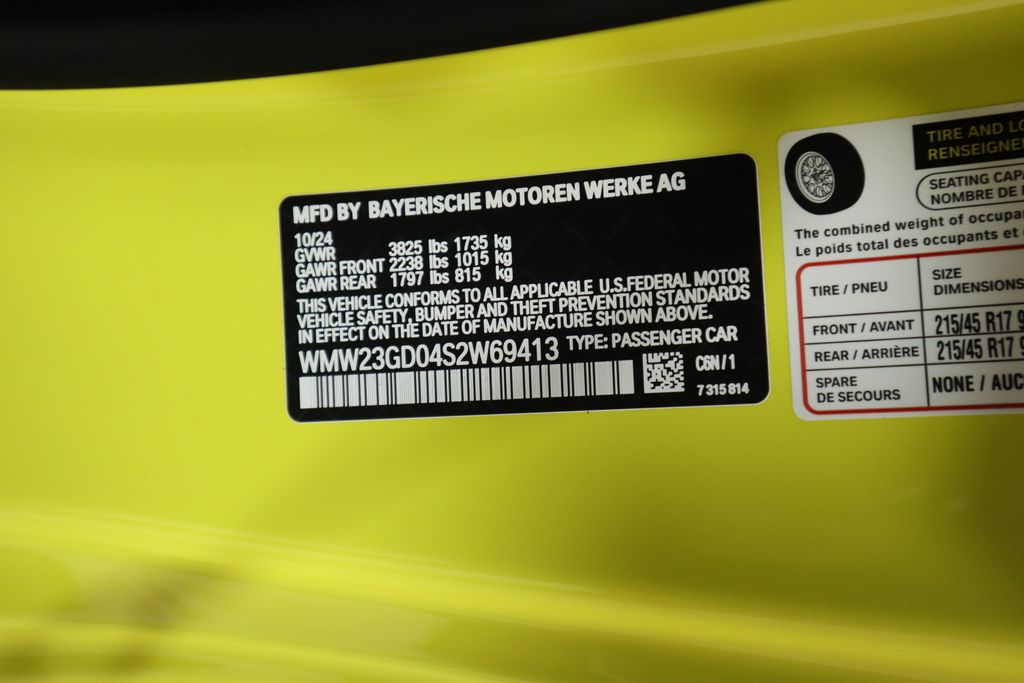 MFD BY BAYERISCHE MOTOREN WERKE AG
10/24
GVWR 3825 lbs 1735 kg
GAWR FRONT 2238 lbs 1015 kg
GAWR REAR 1797 lbs 815 kg
THIS VEHICLE CONFORMS TO ALL APPLICABLE U.S.FEDERAL MOTOR
VEHICLE SAFETY, BUMPER AND THEFT PREVENTION STANDARDS
IN EFFECT ON THE DATE OF MANUFACTURE SHOWN ABOVE.
WMW23GD04S2W69413 TYPE: PASSENGER CAR
C6N/1
7 315 814
TIRE AND
RENSEIGNE
SEATING CAPA
NOMBRE DE
The combined weight of occupa
Le poids total des occupants et
TIRE / PNEU
SIZE
DIMENSIONS
FRONT / AVANT 215/45 R17
REAR / ARRIÈRE 215/45 R17
SPARE
DE SECOURS
NONE / AUC